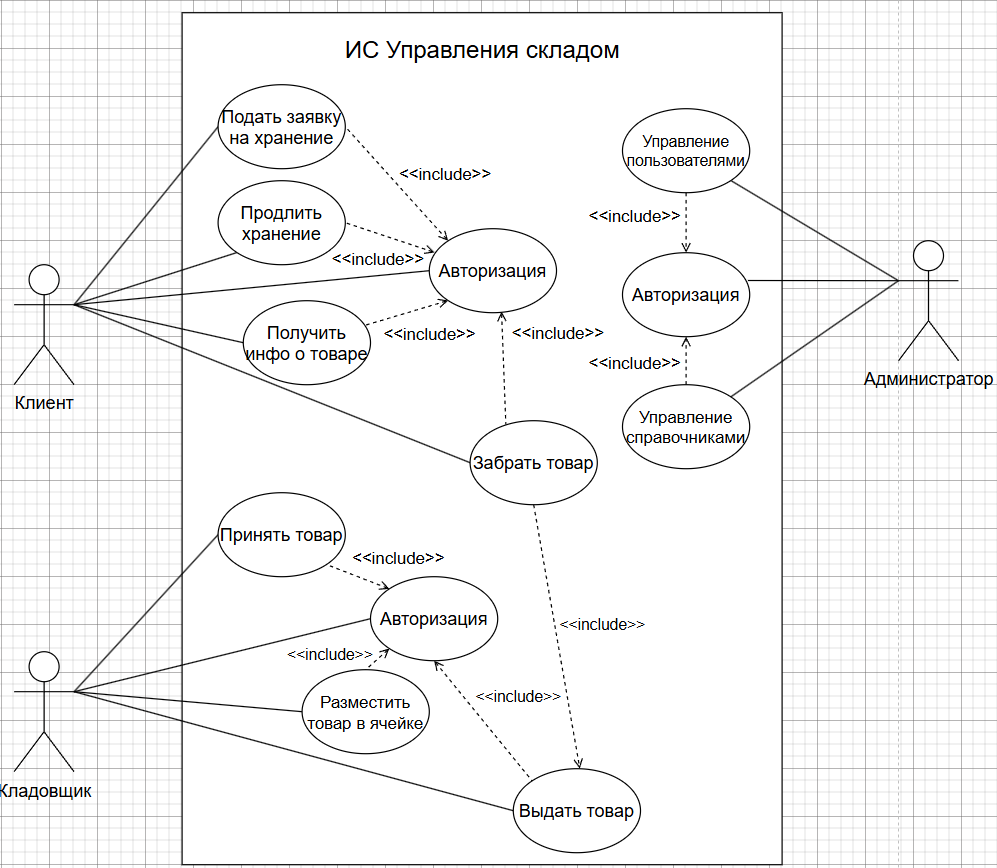 ИС Управления складом
Подать заявку
на хранение
<<include>>
Продлить
хранение
<<include>>
Авторизация
Получить
инфо о товаре
<<include>>
<<include>>
Забрать товар
Клиент
Управление
пользователями
<<include>>
Авторизация
<<include>>
Управление
справочниками
Администратор
Принять товар
<<include>>
Авторизация
<<include>>
Разместить
товар в ячейке
<<include>>
<<include>>
Выдать товар
Кладовщик